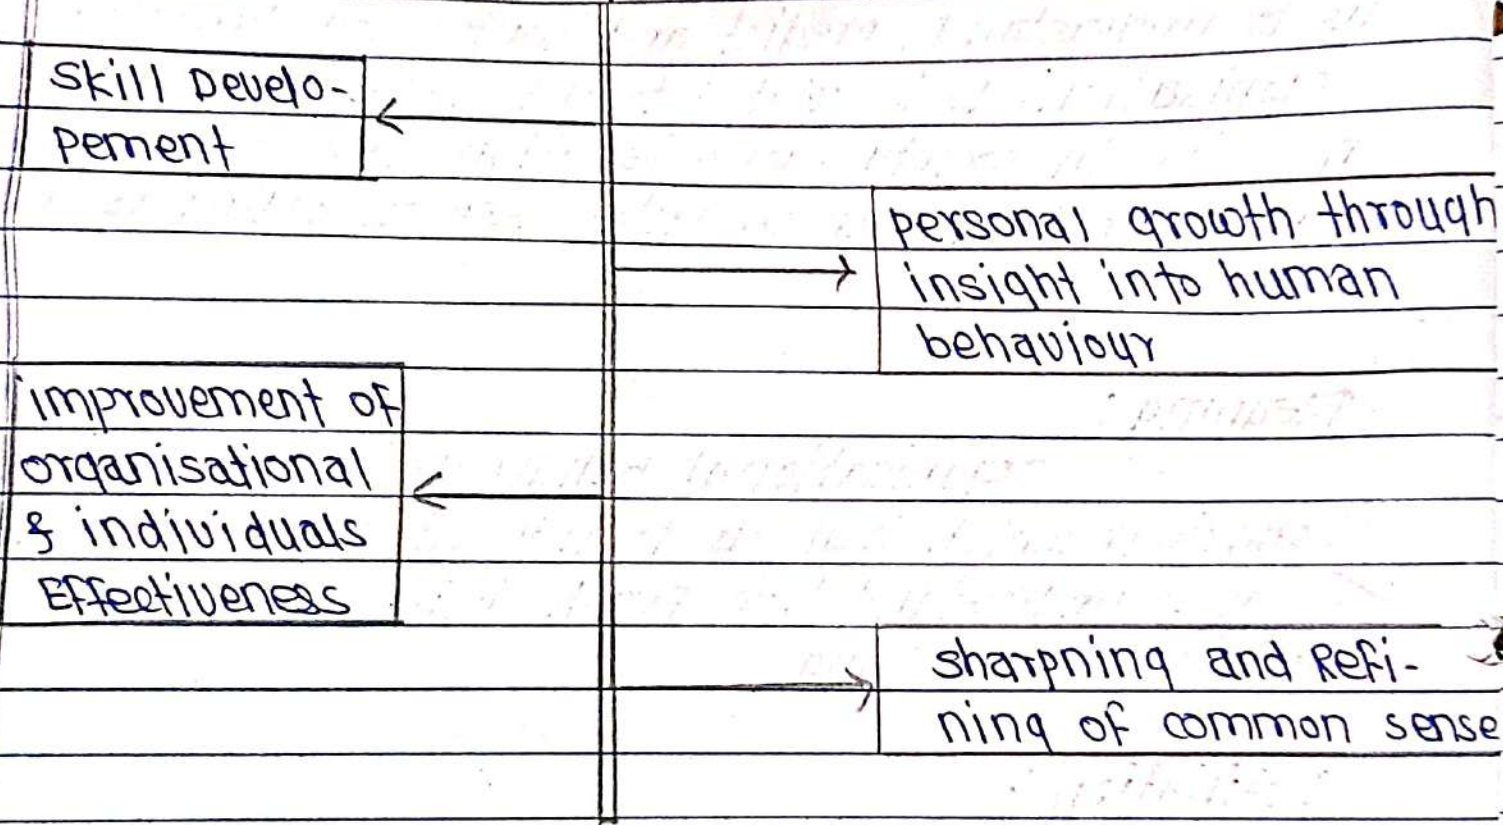 Skill Develo-
Pement
personal growth through
insight into human
behaviour
improvement of
organisational
& individuals
Effectiveness
sharpning and Refi-
ning of common sense